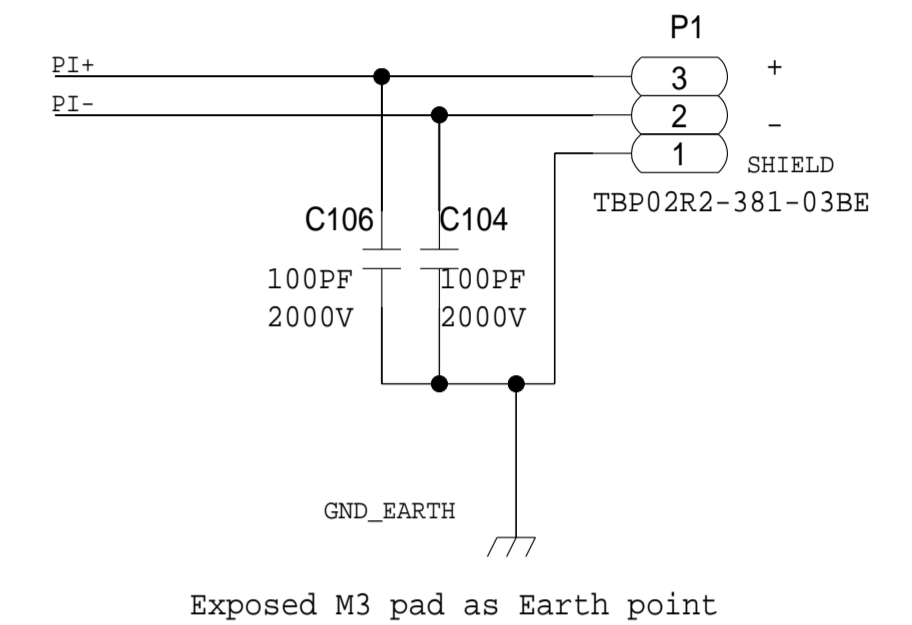 P1
PI+
3
+
PI-
2
-
1
SHIELD
TBP02R2-381-03BE
C106
C104
100PF
100PF
2000V
2000V
GND_EARTH
Exposed M3 pad as Earth point